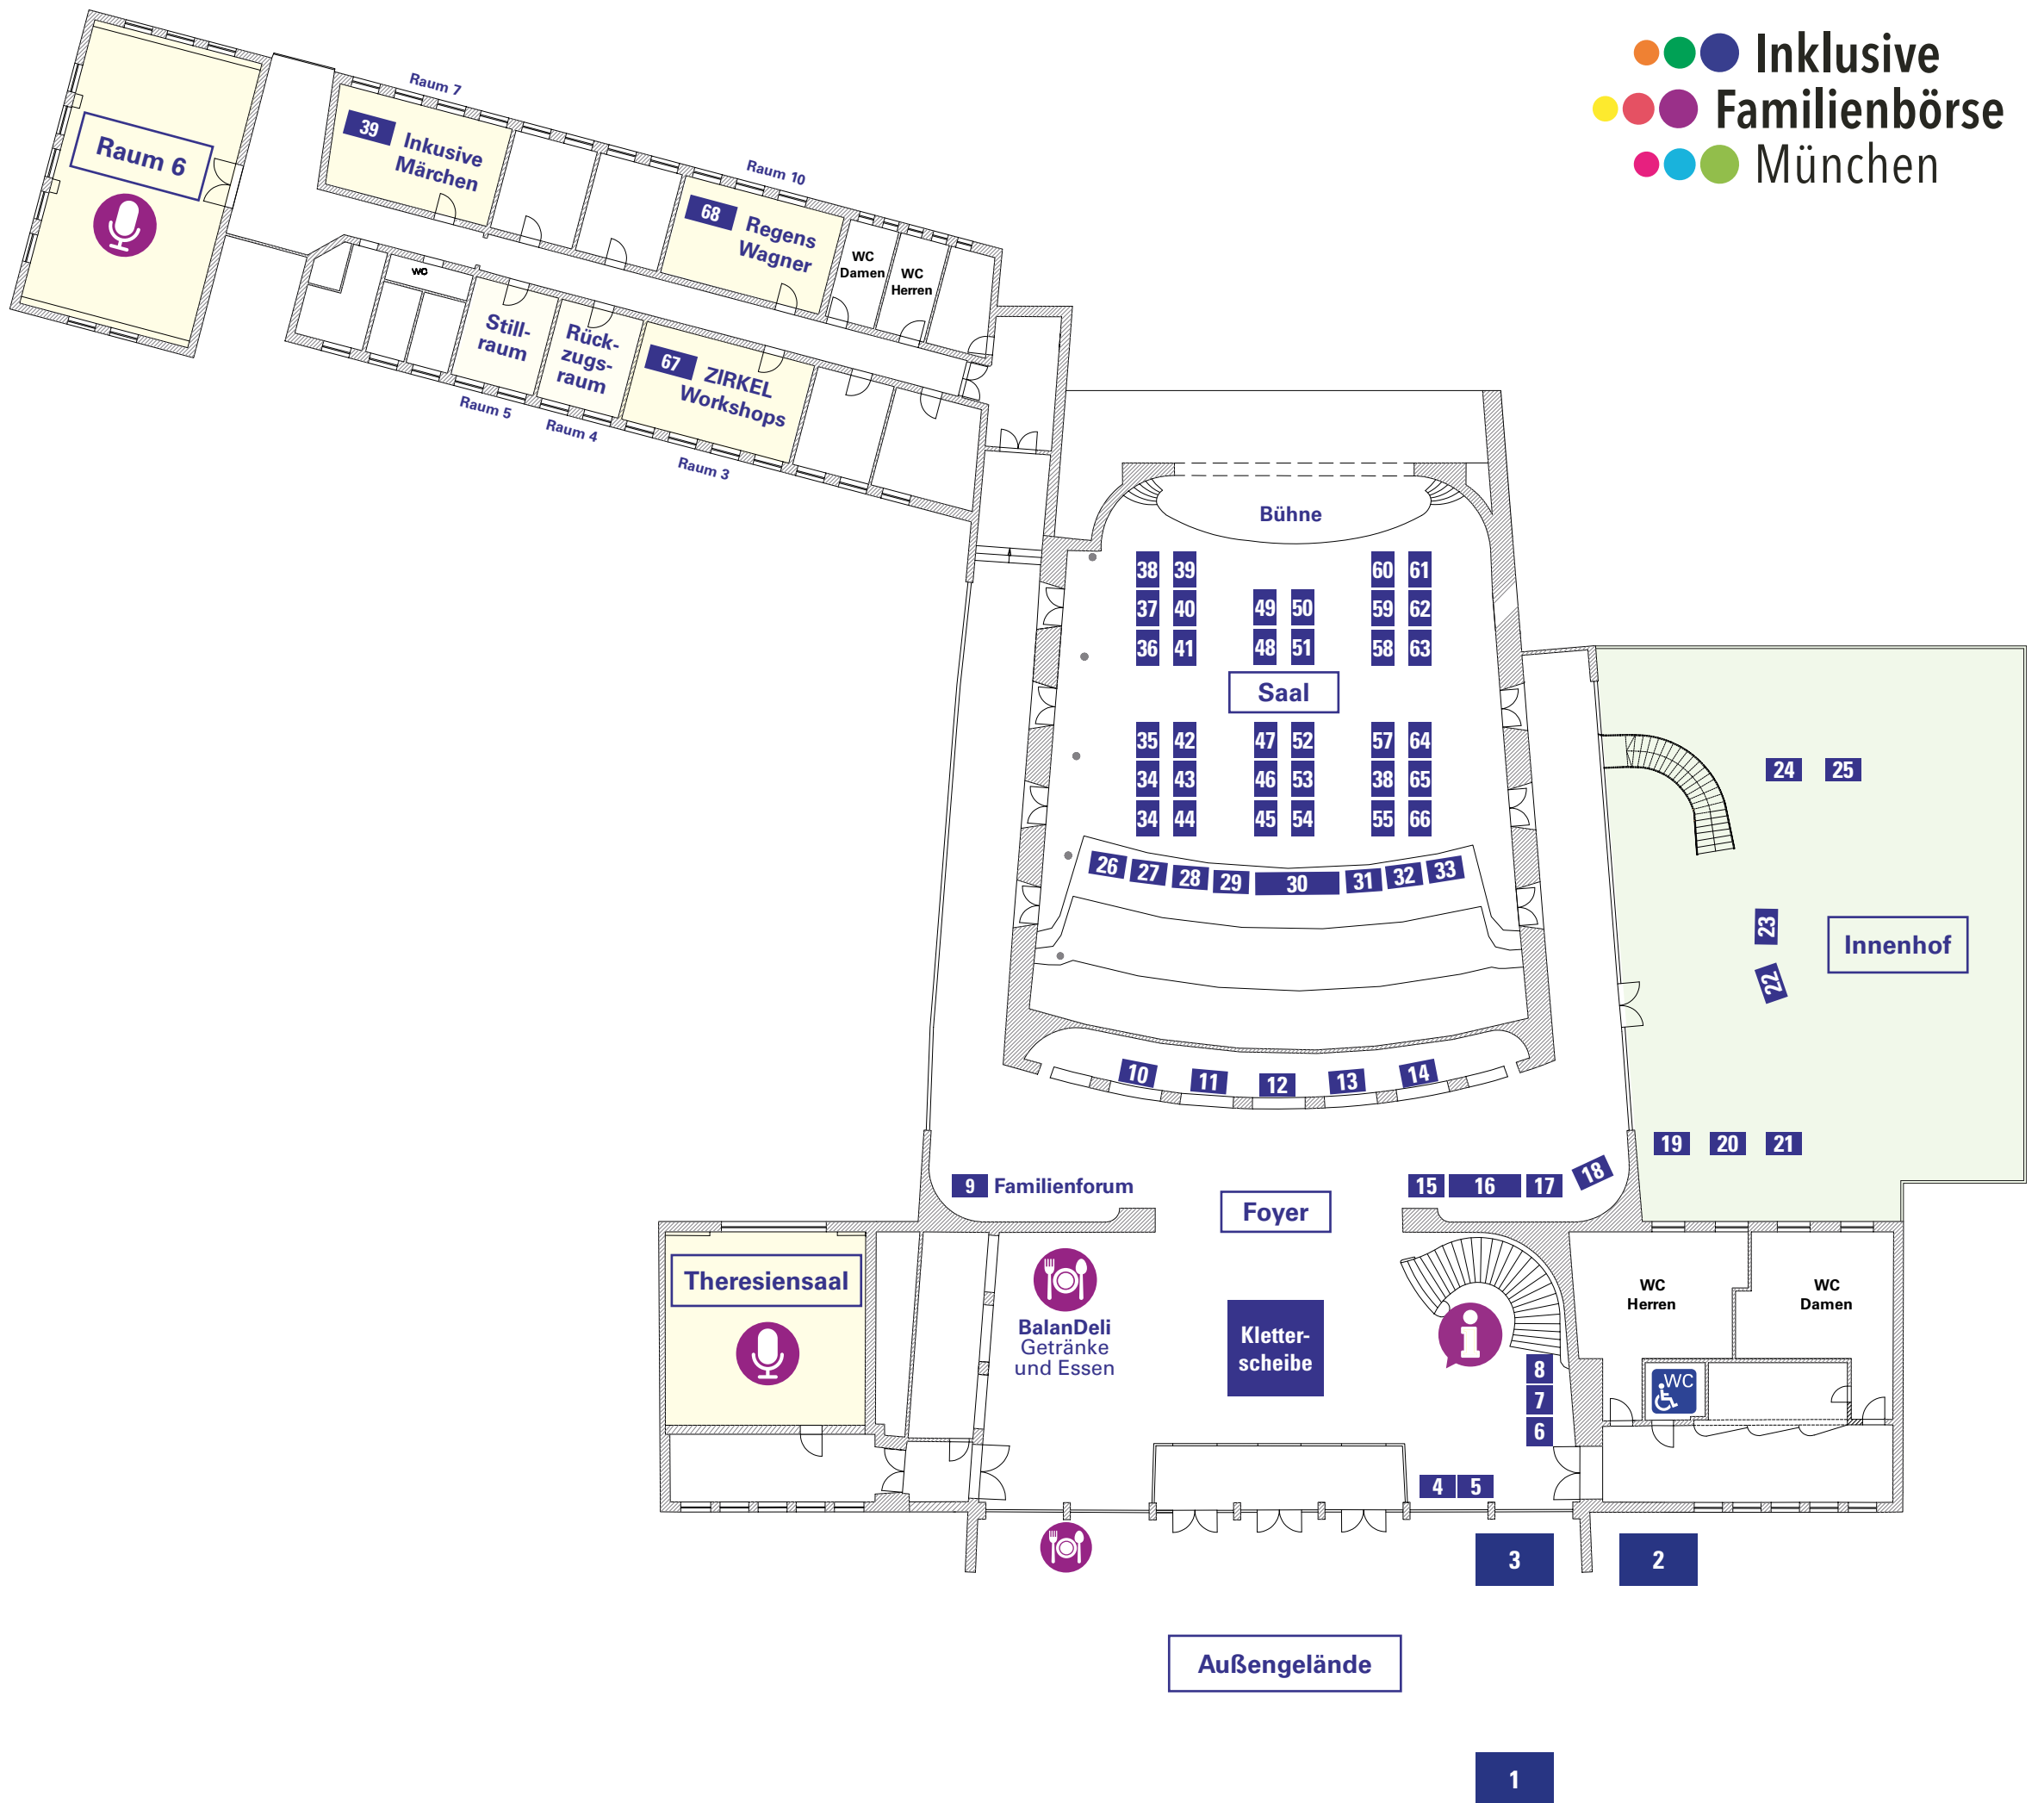 Inklusive
Familienbörse
München
Raum 7
39
Inkusive
Märchen
Raum 6
Raum 10
68
Regens
Wagner
WC
Damen
WC
Herren
WC
Still-
raum
Rück-
zugs-
raum
67
ZIRKEL
Workshops
Raum 5
Raum 4
Raum 3
Bühne
38 39 60 61
37 40 49 50 59 62
36 41 48 51 58 63
Saal
35 42 47 52 57 64
34 43 46 53 38 65
34 44 45 54 55 66
26 27 28 29 30 31 32 33
24 25
23
Innenhof
22
10 11 12 13 14
19 20 21
9 Familienforum
15 16 17 18
Foyer
Theresiensaal
BalanDeli
Getränke
und Essen
Kletter-
scheibe
i
WC
Herren
WC
Damen
WC
8
7
6
4 5
3
2
Außengelände
1